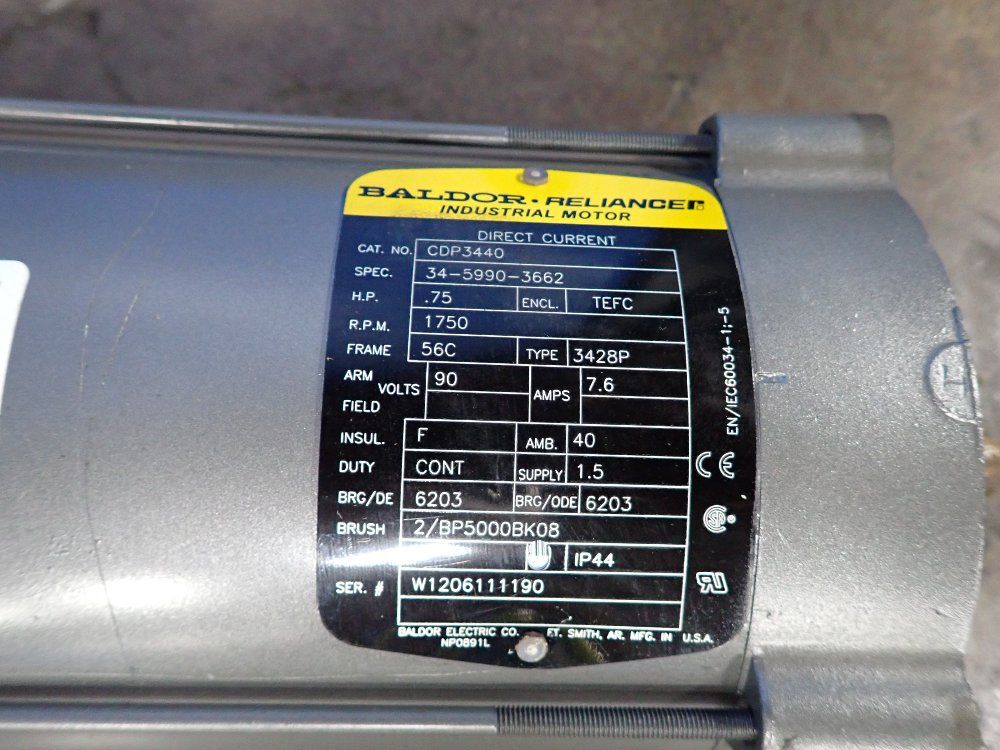 BALDOR • RELIANCER
INDUSTRIAL MOTOR
DIRECT CURRENT
CAT. NO. CDP3440
SPEC. 34-5990-3662
H.P. .75 ENCL. TEFC
R.P.M. 1750
FRAME 56C TYPE 3428P
ARM VOLTS 90 AMPS 7.6
FIELD
INSUL. F AMB. 40
DUTY CONT SUPPLY 1.5
BRG/DE 6203 BRG/ODE 6203
BRUSH 2/BP5000BK08
IP44
SER. # W1206111190
BALDOR ELECTRIC CO. FT. SMITH, AR. MFG. IN U.S.A.
NP0891L
EN/IEC60034-1;-5
CE